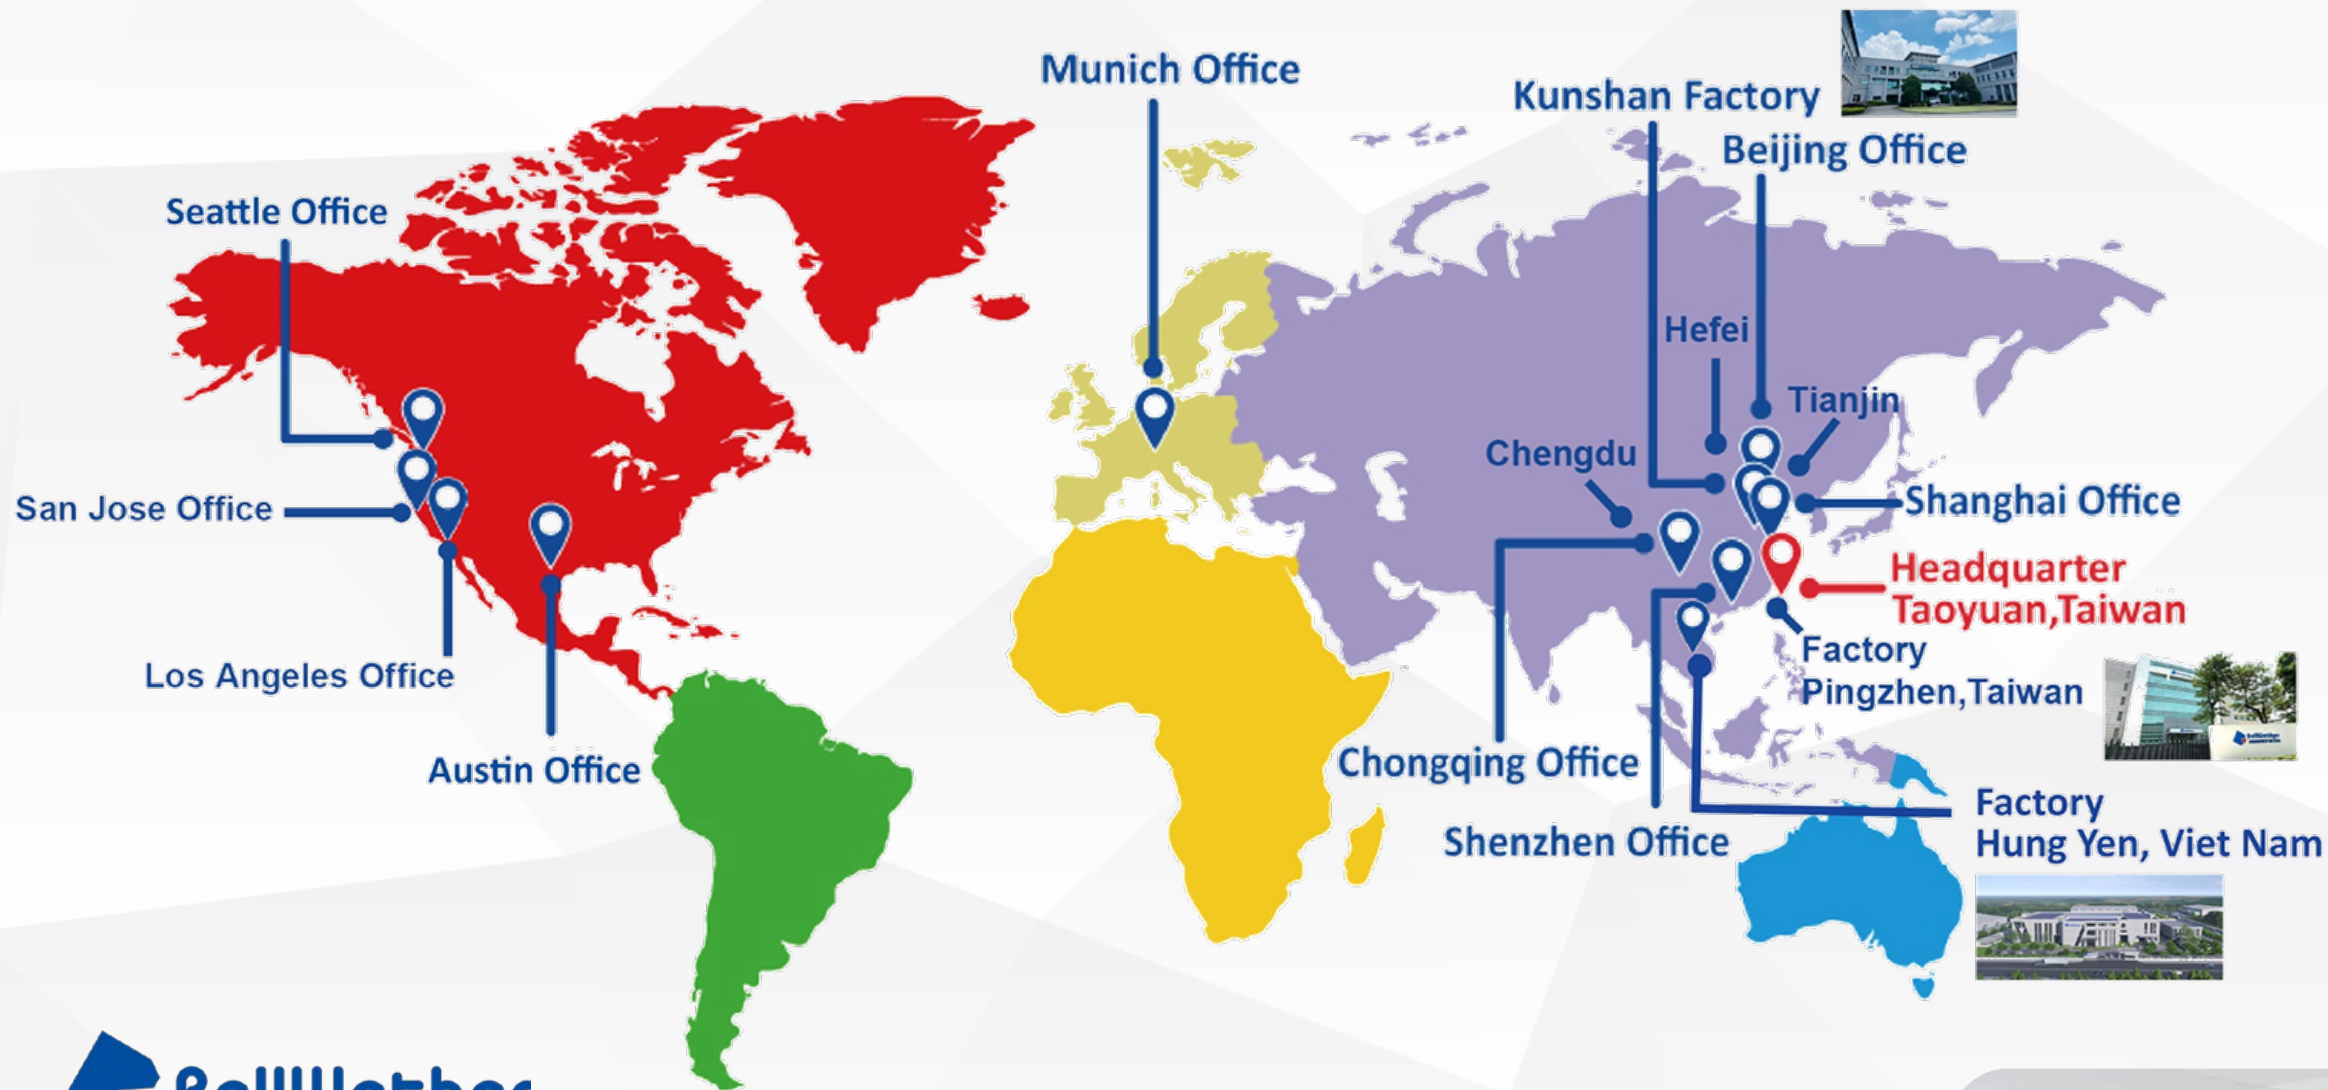 Munich Office
Kunshan Factory
Beijing Office
Seattle Office
Hefei
Tianjin
Chengdu
San Jose Office
Shanghai Office
Headquarter
Taoyuan,Taiwan
Factory
Pingzhen,Taiwan
Los Angeles Office
Austin Office
Chongqing Office
Shenzhen Office
Factory
Hung Yen, Viet Nam